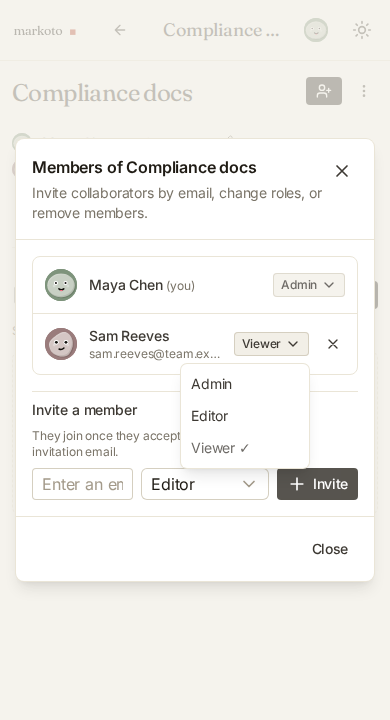 markoto
Compliance ...
Compliance docs
Members of Compliance docs
Invite collaborators by email, change roles, or
remove members.
Maya Chen (you)
Admin
Sam Reeves
sam.reeves@team.ex...
Viewer
Admin
Editor
Viewer ✓
Invite a member
They join once they accept
invitation email.
Enter an en
Editor
Invite
Close